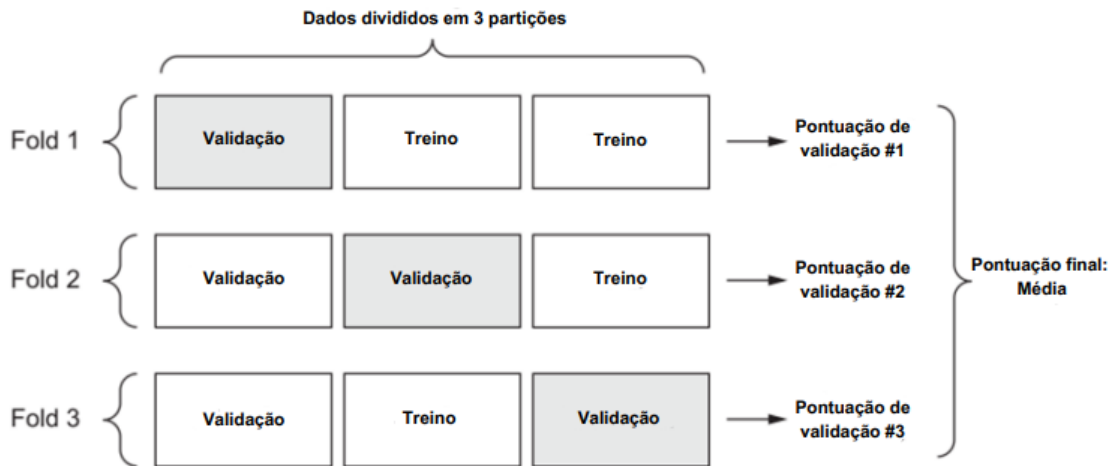 Dados divididos em 3 partições
Fold 1
Validação
Treino
Treino
Pontuação de
validação #1
Fold 2
Validação
Validação
Treino
Pontuação de
validação #2
Pontuação final:
Média
Fold 3
Validação
Treino
Validação
Pontuação de
validação #3